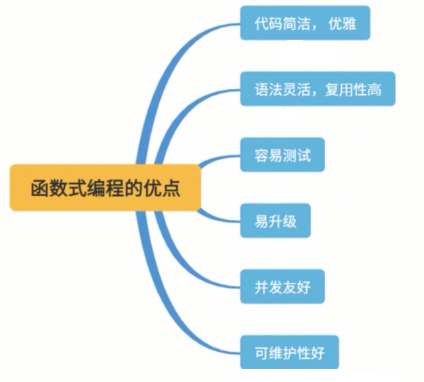 代码简洁， 优雅
语法灵活，复用性高
容易测试
函数式编程的优点
易升级
并发友好
可维护性好